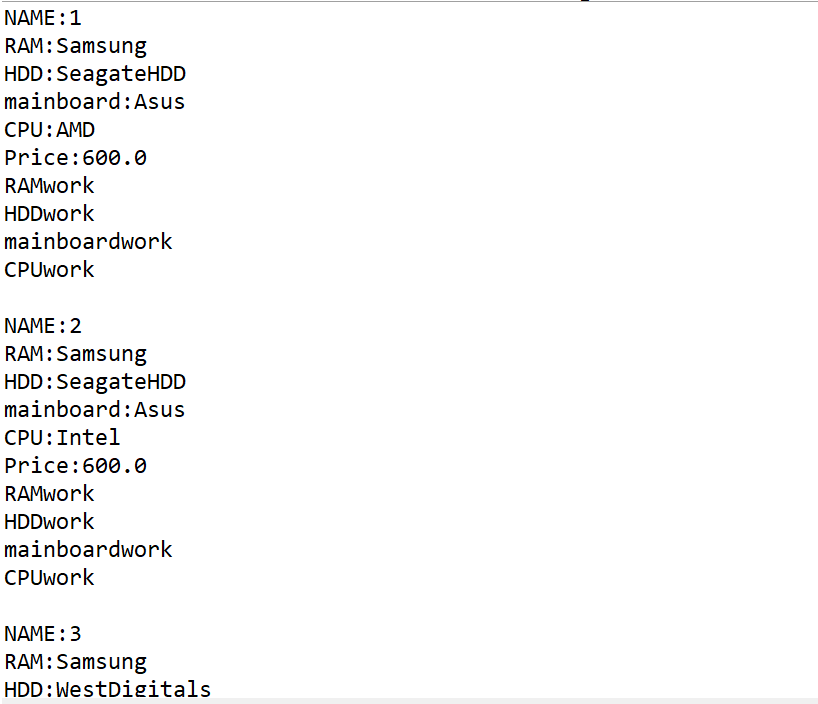 NAME:1
RAM:Samsung
HDD:SeagateHDD
mainboard:Asus
CPU:AMD
Price:600.0
RAMwork
HDDwork
mainboardwork
CPUwork

NAME:2
RAM:Samsung
HDD:SeagateHDD
mainboard:Asus
CPU:Intel
Price:600.0
RAMwork
HDDwork
mainboardwork
CPUwork

NAME:3
RAM:Samsung
HDD:WestDigitals